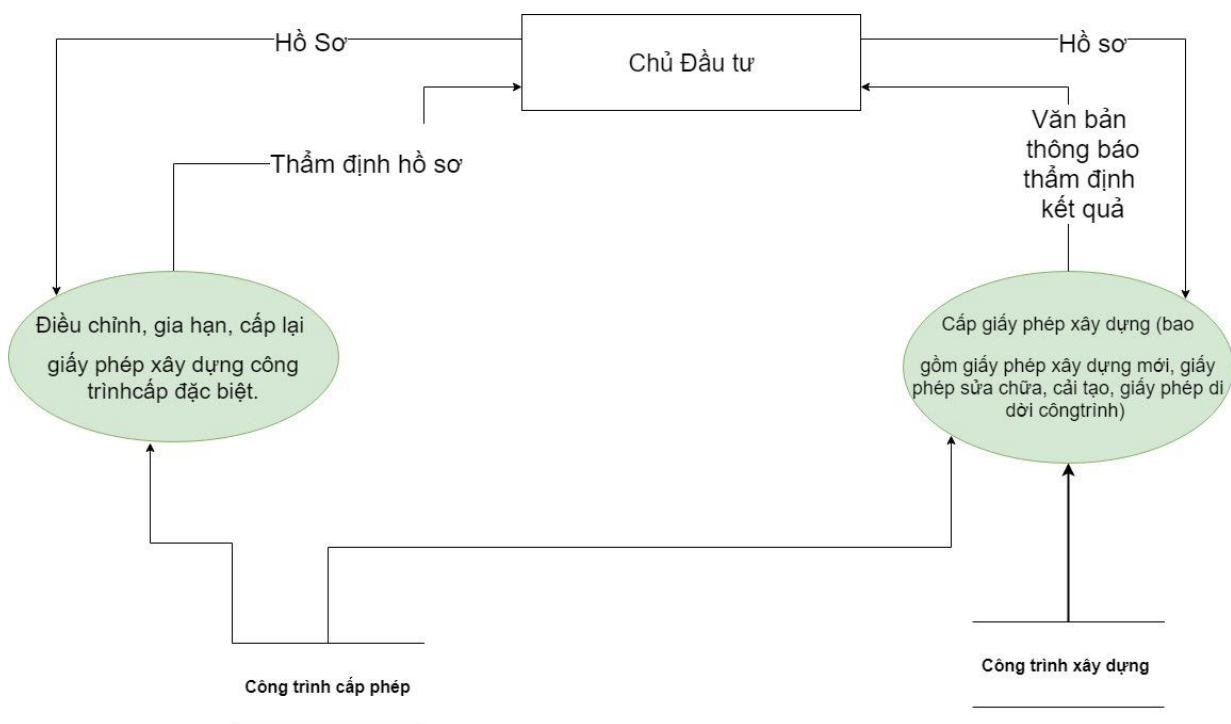 Hồ Sơ
Chủ Đầu tư
Hồ sơ
Thẩm định hồ sơ
Văn bản
thông báo
thẩm định
kết quả
Điều chỉnh, gia hạn, cấp lại
giấy phép xây dựng công
trìnhcấp đặc biệt.
Cấp giấy phép xây dựng (bao
gồm giấy phép xây dựng mới, giấy
phép sửa chữa, cải tạo, giấy phép di
dời côngtrình)
Công trình cấp phép
Công trình xây dựng